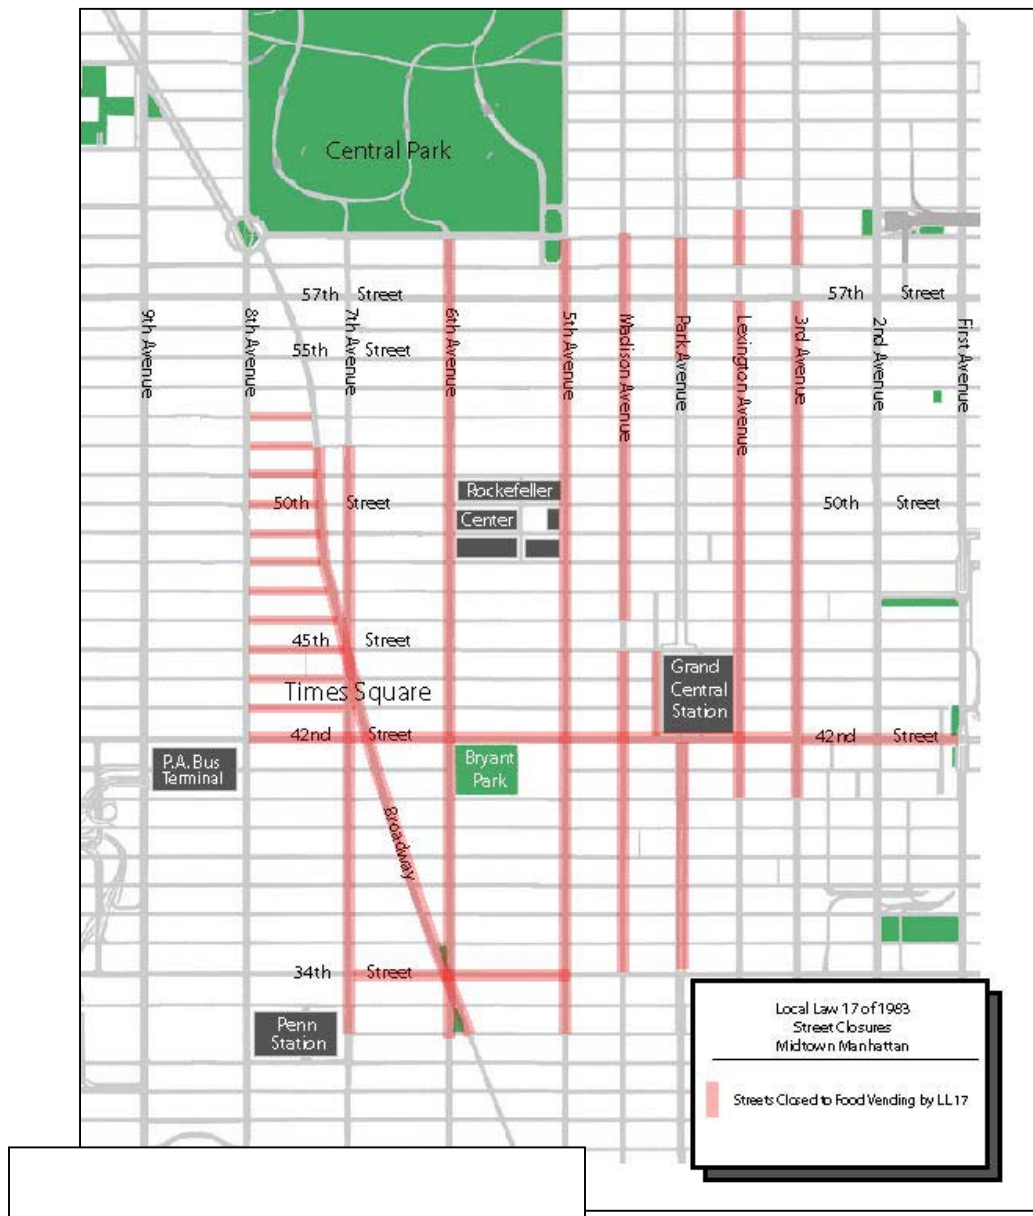 Central Park
57th Street
57th Street
9th Avenue
8th Avenue
7th Avenue
6th Avenue
5th Avenue
Madison Avenue
Park Avenue
Lexington Avenue
3rd Avenue
2nd Avenue
First Avenue
55th Street
Rockefeller
Center
50th Street
50th Street
45th Street
Times Square
Grand
Central
Station
42nd Street
42nd Street
P.A. Bus
Terminal
Bryant
Park
Broadway
34th Street
Penn
Station
Local Law 17 of 1983
Street Closures
Midtown Manhattan
Streets Closed to Food Vending by LL 17